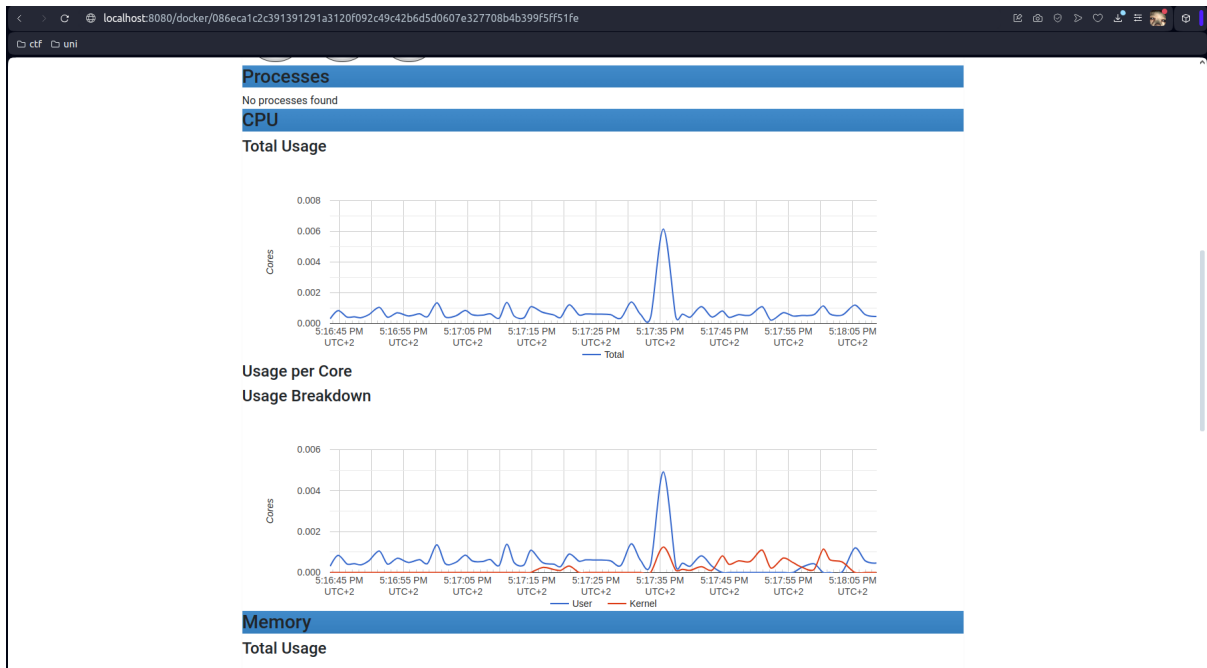 localhost:8080/docker/086eca1c2c391391291a3120f092c49c42b6d5d0607e327708b4b399f5ff51fe
ctf uni
Processes
No processes found
CPU
Total Usage
0.008
0.006
0.004
0.002
0.000
Cores
5:16:45 PM 5:16:55 PM 5:17:05 PM 5:17:15 PM 5:17:25 PM 5:17:35 PM 5:17:45 PM 5:17:55 PM 5:18:05 PM
UTC+2 UTC+2 UTC+2 UTC+2 UTC+2 UTC+2 UTC+2 UTC+2 UTC+2
Total
Usage per Core
Usage Breakdown
0.006
0.004
0.002
0.000
Cores
5:16:45 PM 5:16:55 PM 5:17:05 PM 5:17:15 PM 5:17:25 PM 5:17:35 PM 5:17:45 PM 5:17:55 PM 5:18:05 PM
UTC+2 UTC+2 UTC+2 UTC+2 UTC+2 UTC+2 UTC+2 UTC+2 UTC+2
User Kernel
Memory
Total Usage